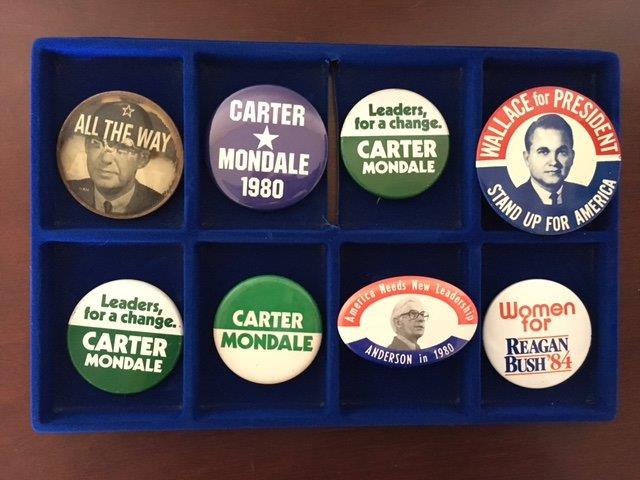 ALL THE WAY
CARTER
MONDALE
1980
Leaders,
for a change.
CARTER
MONDALE
WALLACE for PRESIDENT
STAND UP FOR AMERICA
Leaders,
for a change.
CARTER
MONDALE
CARTER
MONDALE
America Needs New Leadership
ANDERSON in 1980
Women
for
REAGAN
BUSH '84